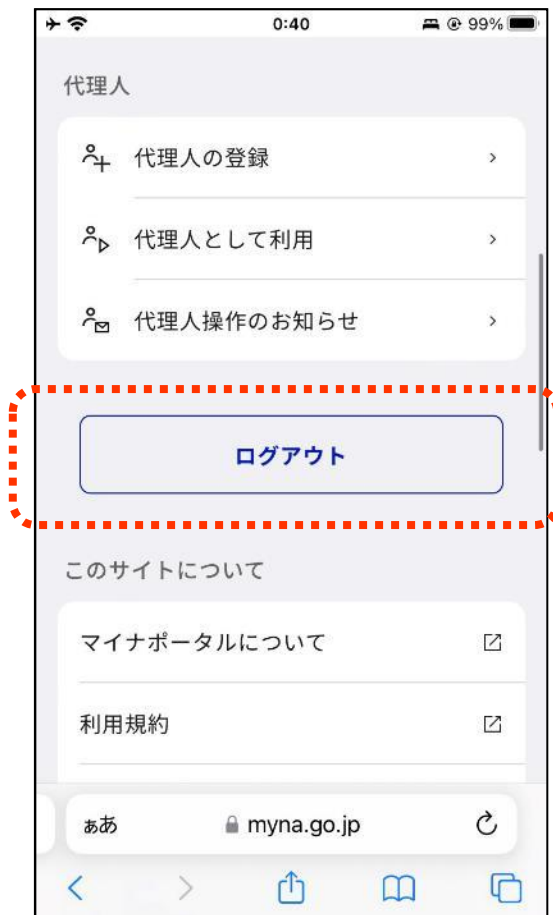 0:40
99%
代理人
代理人の登録
代理人として利用
代理人操作のお知らせ
ログアウト
このサイトについて
マイナポータルについて
利用規約
ぁあ
myna.go.jp